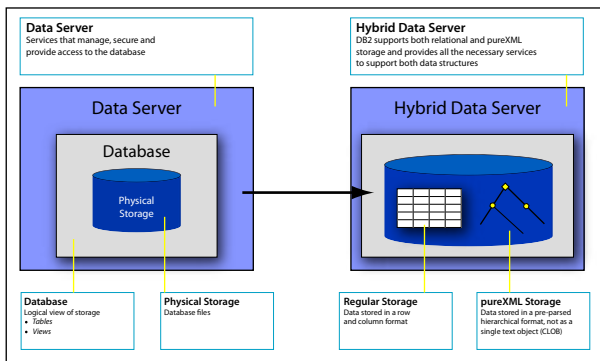 Data Server
Services that manage, secure and
provide access to the database
Hybrid Data Server
DB2 supports both relational and pureXML
storage and provides all the necessary services
to support both data structures
Data Server
Database
Physical
Storage
Hybrid Data Server
Database
Logical view of storage
• Tables
• Views
Physical Storage
Database files
Regular Storage
Data stored in a row
and column format
pureXML Storage
Data stored in a pre-parsed
hierarchical format, not as a
single text object (CLOB)